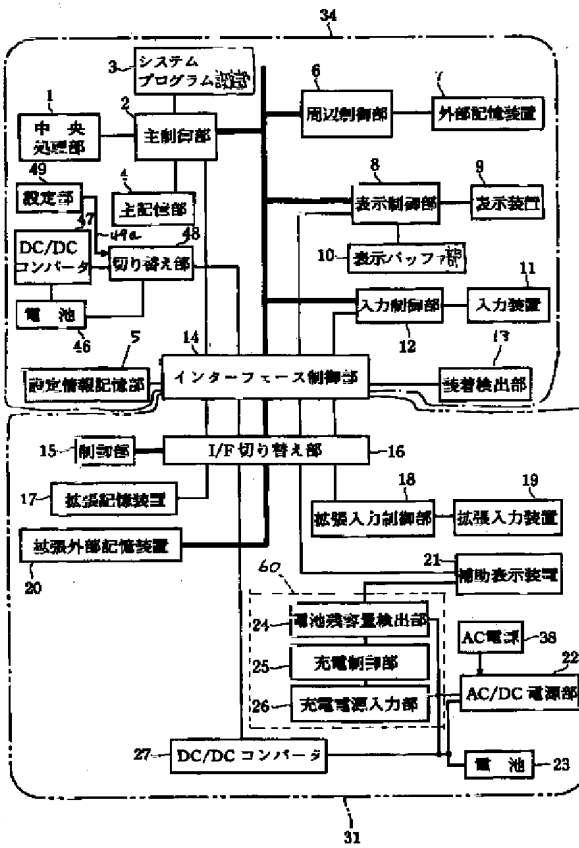 34
3
システム
プログラム記憶部
1
中央
処理部
2
主制御部
6
周辺制御部
7
外部記憶装置
49
設定部
4
主記憶部
8
表示制御部
9
表示装置
47
49a
48
DC/DC
コンバータ
切り替え部
10
表示バッファ部
11
電池
46
入力制御部
12
入力装置
5
設定情報記憶部
14
インターフェース制御部
13
装着検出部
15
制御部
I/F切り替え部
16
17
拡張記憶装置
18
拡張入力制御部
19
拡張入力装置
拡張外部記憶装置
20
21
補助表示装置
60
24
電池残容量検出部
AC電源
38
25
充電制御部
22
26
充電電源入力部
AC/DC電源部
27
DC/DCコンバータ
電池
23
31